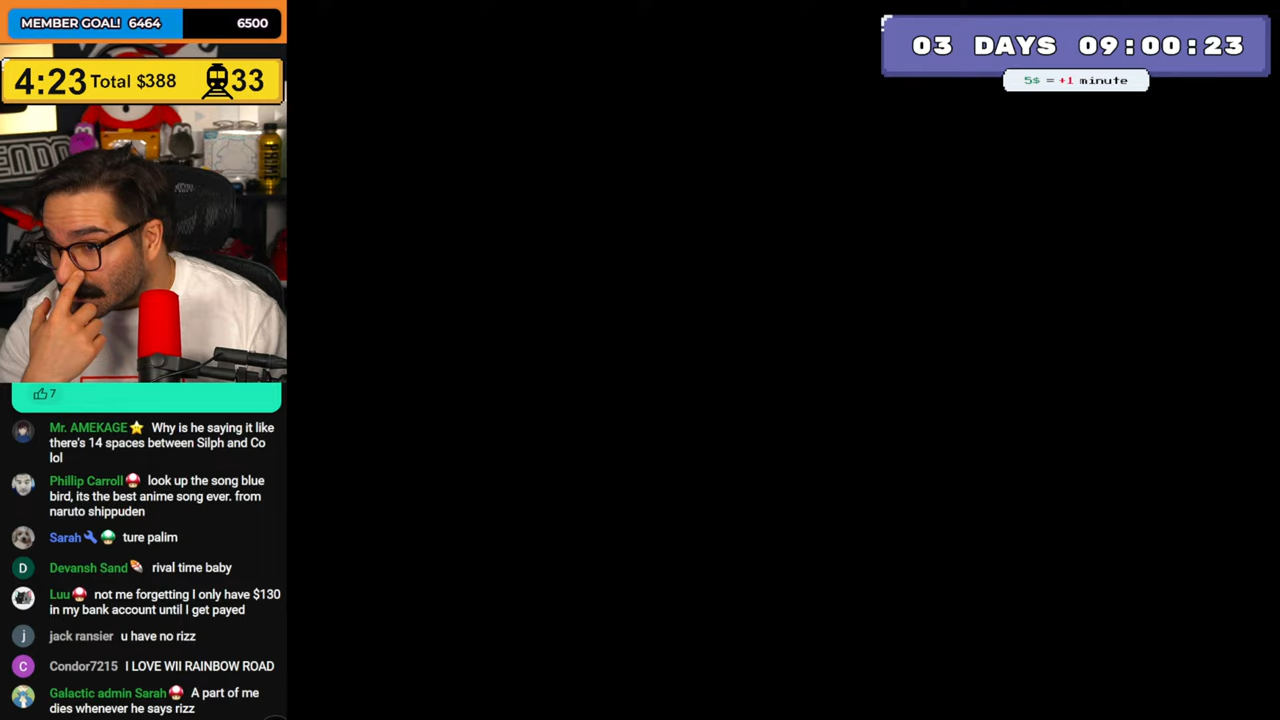 MEMBER GOAL! 6464 6500
4:23 Total $388 33
03 DAYS 09:00:23
5$ = +1 minute
ENDO
7
Mr. AMEKAGE Why is he saying it like
there's 14 spaces between Silph and Co
lol
Phillip Carroll look up the song blue
bird, its the best anime song ever. from
naruto shippuden
Sarah ture palim
D Devansh Sand rival time baby
Luu not me forgetting I only have $130
in my bank account until I get payed
j jack ransier u have no rizz
C Condor7215 I LOVE WII RAINBOW ROAD
Galactic admin Sarah A part of me
dies whenever he says rizz